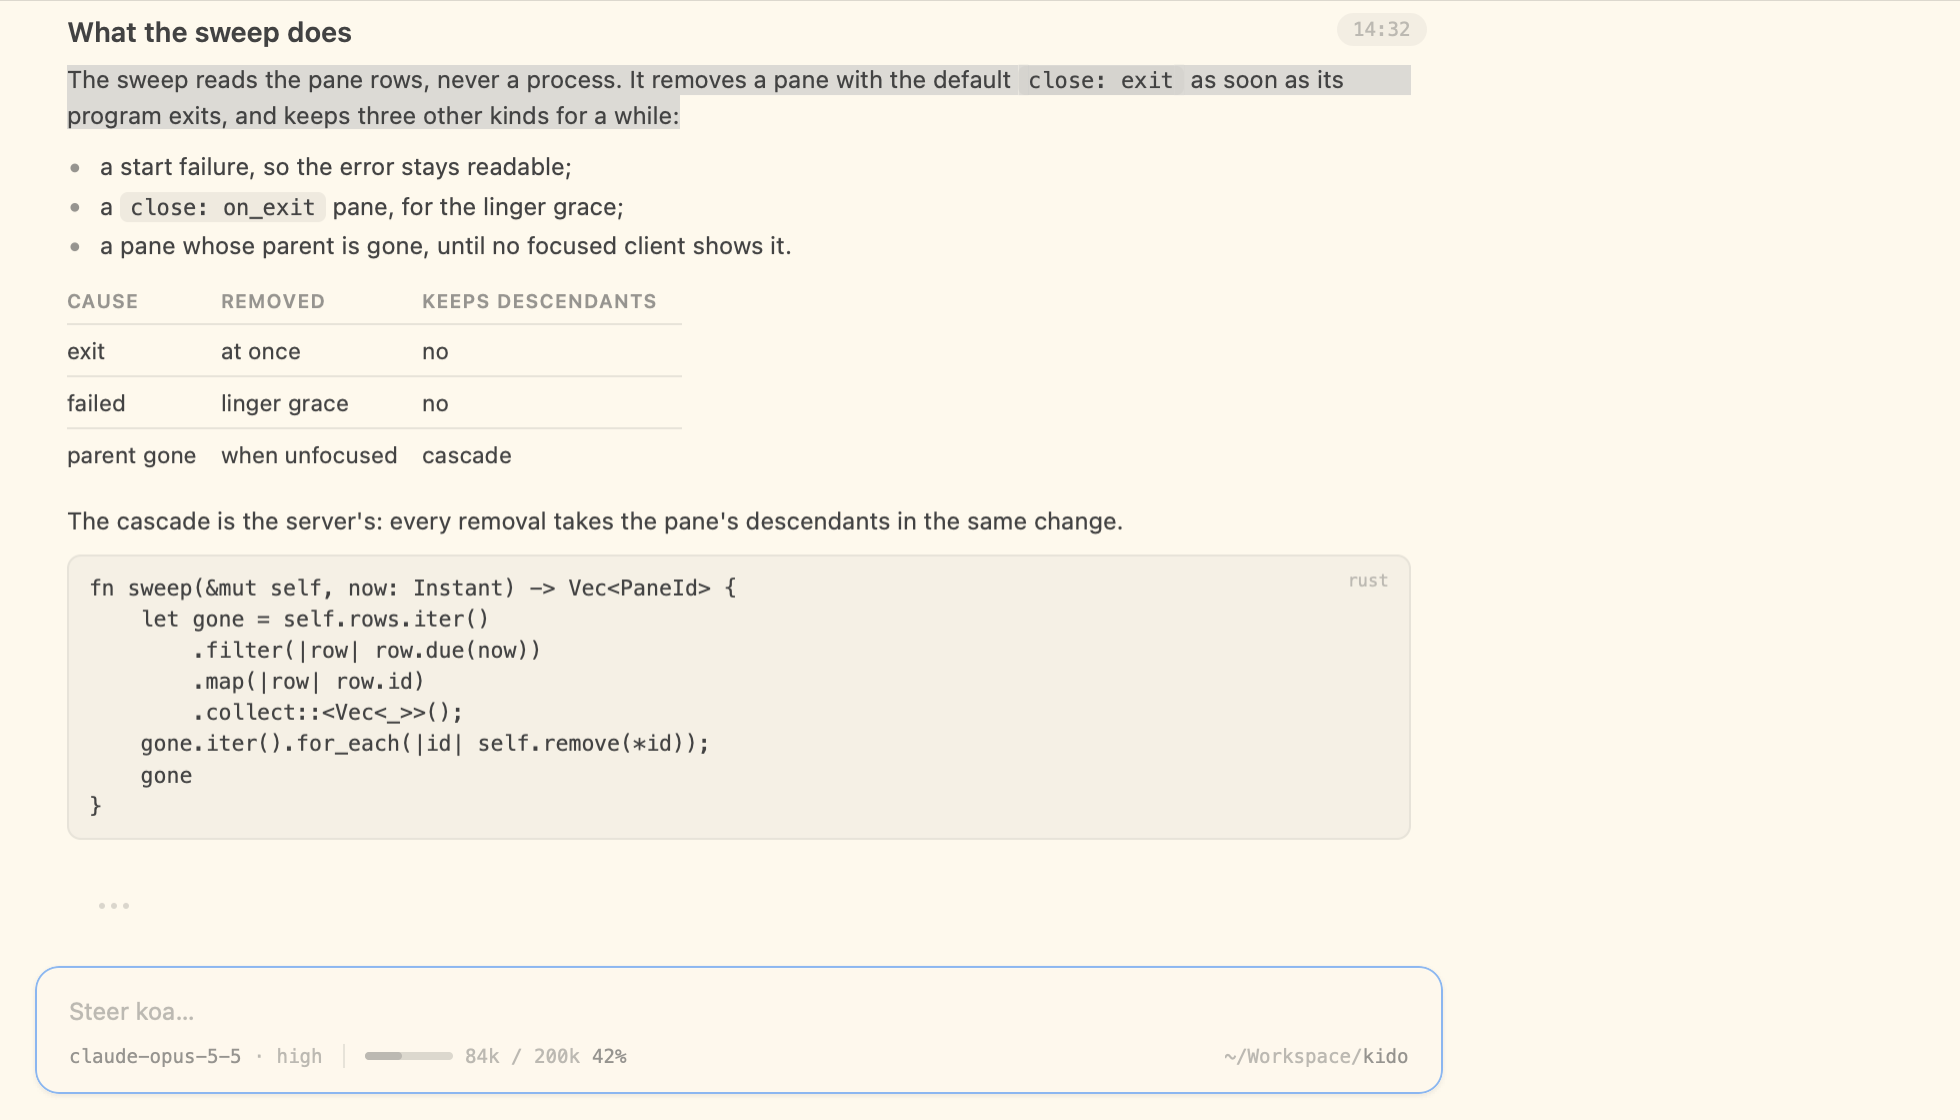 What the sweep does
14:32
The sweep reads the pane rows, never a process. It removes a pane with the default close: exit as soon as its
program exits, and keeps three other kinds for a while:
• a start failure, so the error stays readable;
• a close: on_exit pane, for the linger grace;
• a pane whose parent is gone, until no focused client shows it.
CAUSE REMOVED KEEPS DESCENDANTS
exit at once no
failed linger grace no
parent gone when unfocused cascade
The cascade is the server's: every removal takes the pane's descendants in the same change.
rust
fn sweep(&mut self, now: Instant) -> Vec<PaneId> {
    let gone = self.rows.iter()
        .filter(|row| row.due(now))
        .map(|row| row.id)
        .collect::<Vec<_>>();
    gone.iter().for_each(|id| self.remove(*id));
    gone
}
Steer koa...
claude-opus-5-5 · high 84k / 200k 42% ~/Workspace/kido